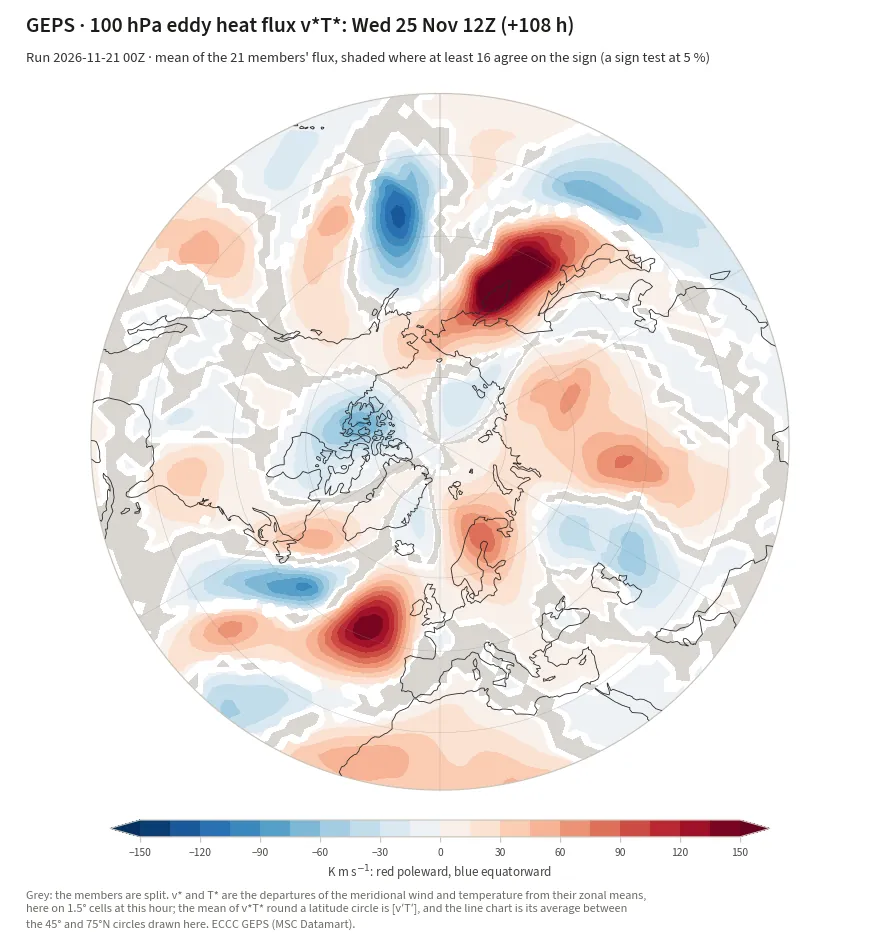 GEPS · 100 hPa eddy heat flux v*T*: Wed 25 Nov 12Z (+108 h)
Run 2026-11-21 00Z · mean of the 21 members' flux, shaded where at least 16 agree on the sign (a sign test at 5 %)
−150 −120 −90 −60 −30 0 30 60 90 120 150
K m s⁻¹: red poleward, blue equatorward
Grey: the members are split. v* and T* are the departures of the meridional wind and temperature from their zonal means,
here on 1.5° cells at this hour; the mean of v*T* round a latitude circle is [v′T′], and the line chart is its average between
the 45° and 75°N circles drawn here. ECCC GEPS (MSC Datamart).